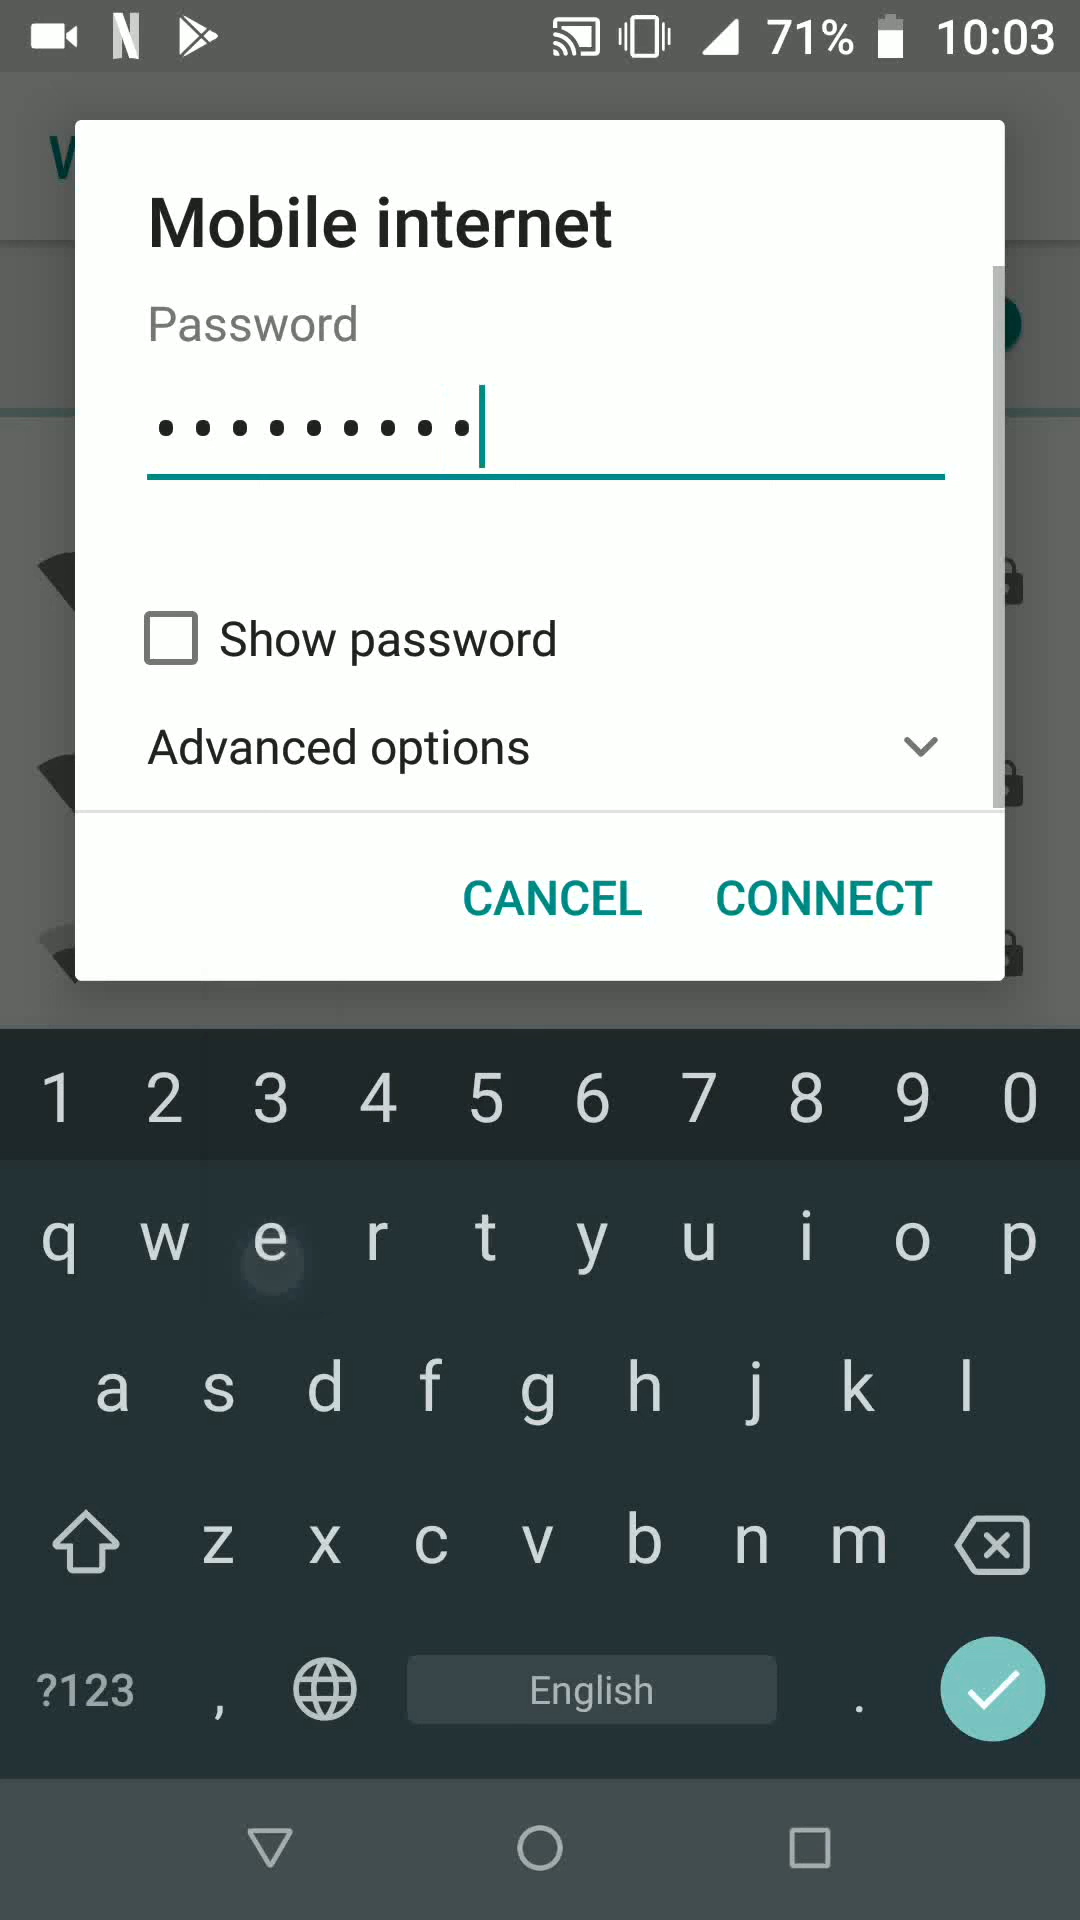 71% 10:03
W
Mobile internet
Password
•••••••••
Show password
Advanced options
CANCEL CONNECT
1 2 3 4 5 6 7 8 9 0
q w e r t y u i o p
a s d f g h j k l
z x c v b n m
?123 , English .